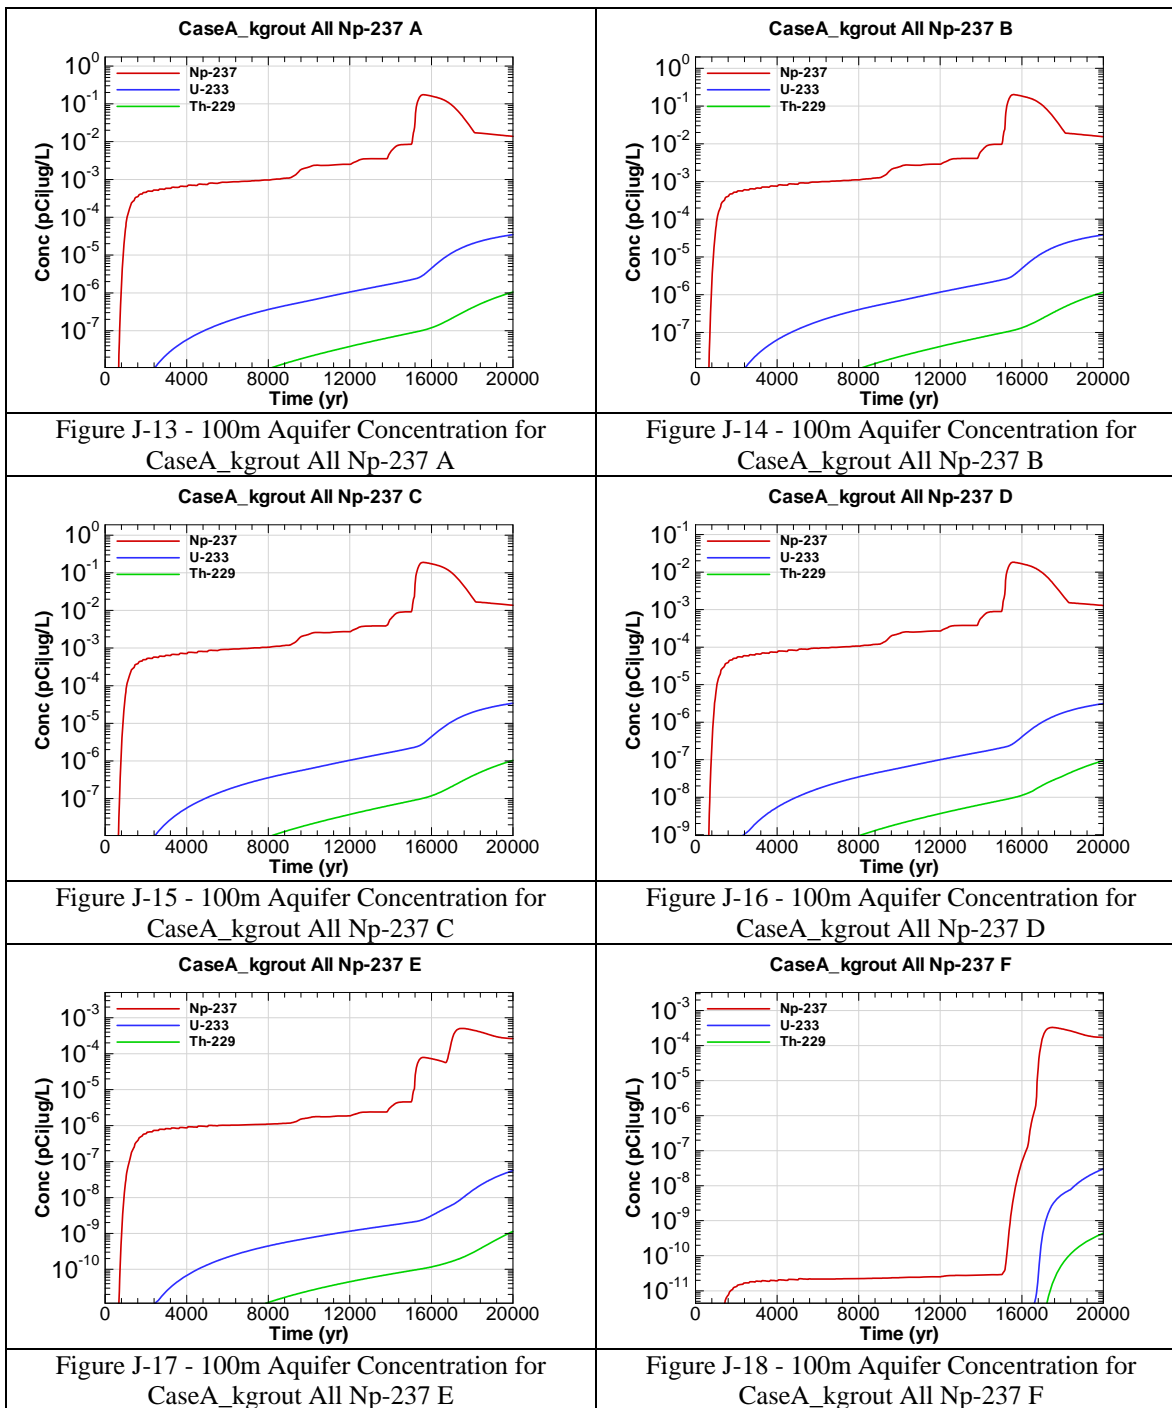 CaseA_kgrout All Np-237 A
Np-237
U-233
Th-229
10^0
10^-1
10^-2
10^-3
10^-4
10^-5
10^-6
10^-7
Conc (pCi|ug/L)
0 4000 8000 12000 16000 20000
Time (yr)
Figure J-13 - 100m Aquifer Concentration for
CaseA_kgrout All Np-237 A
CaseA_kgrout All Np-237 B
Np-237
U-233
Th-229
10^0
10^-1
10^-2
10^-3
10^-4
10^-5
10^-6
10^-7
Conc (pCi|ug/L)
0 4000 8000 12000 16000 20000
Time (yr)
Figure J-14 - 100m Aquifer Concentration for
CaseA_kgrout All Np-237 B
CaseA_kgrout All Np-237 C
Np-237
U-233
Th-229
10^0
10^-1
10^-2
10^-3
10^-4
10^-5
10^-6
10^-7
Conc (pCi|ug/L)
0 4000 8000 12000 16000 20000
Time (yr)
Figure J-15 - 100m Aquifer Concentration for
CaseA_kgrout All Np-237 C
CaseA_kgrout All Np-237 D
Np-237
U-233
Th-229
10^-1
10^-2
10^-3
10^-4
10^-5
10^-6
10^-7
10^-8
10^-9
Conc (pCi|ug/L)
0 4000 8000 12000 16000 20000
Time (yr)
Figure J-16 - 100m Aquifer Concentration for
CaseA_kgrout All Np-237 D
CaseA_kgrout All Np-237 E
Np-237
U-233
Th-229
10^-3
10^-4
10^-5
10^-6
10^-7
10^-8
10^-9
10^-10
Conc (pCi|ug/L)
0 4000 8000 12000 16000 20000
Time (yr)
Figure J-17 - 100m Aquifer Concentration for
CaseA_kgrout All Np-237 E
CaseA_kgrout All Np-237 F
Np-237
U-233
Th-229
10^-3
10^-4
10^-5
10^-6
10^-7
10^-8
10^-9
10^-10
10^-11
Conc (pCi|ug/L)
0 4000 8000 12000 16000 20000
Time (yr)
Figure J-18 - 100m Aquifer Concentration for
CaseA_kgrout All Np-237 F